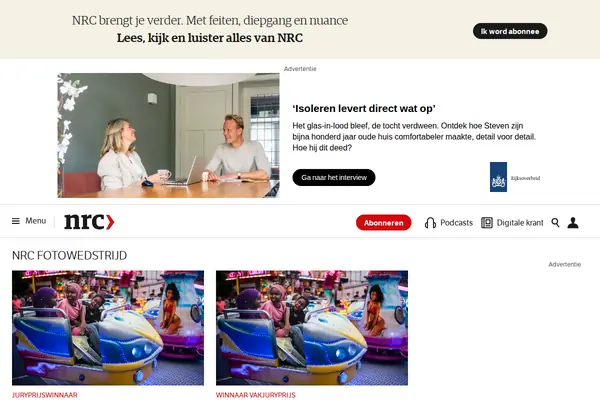 NRC brengt je verder. Met feiten, diepgang en nuance
Lees, kijk en luister alles van NRC
Ik word abonnee
Advertentie
‘Isoleren levert direct wat op’
Het glas-in-lood bleef, de tocht verdween. Ontdek hoe Steven zijn
bijna honderd jaar oude huis comfortabeler maakte, detail voor detail.
Hoe hij dit deed?
Ga naar het interview
Rijksoverheid
Menu
nrc
Abonneren
Podcasts
Digitale krant
NRC FOTOWEDSTRIJD
Advertentie
JURYPRIJSWINNAAR
WINNAAR VAKJURYPRIJS